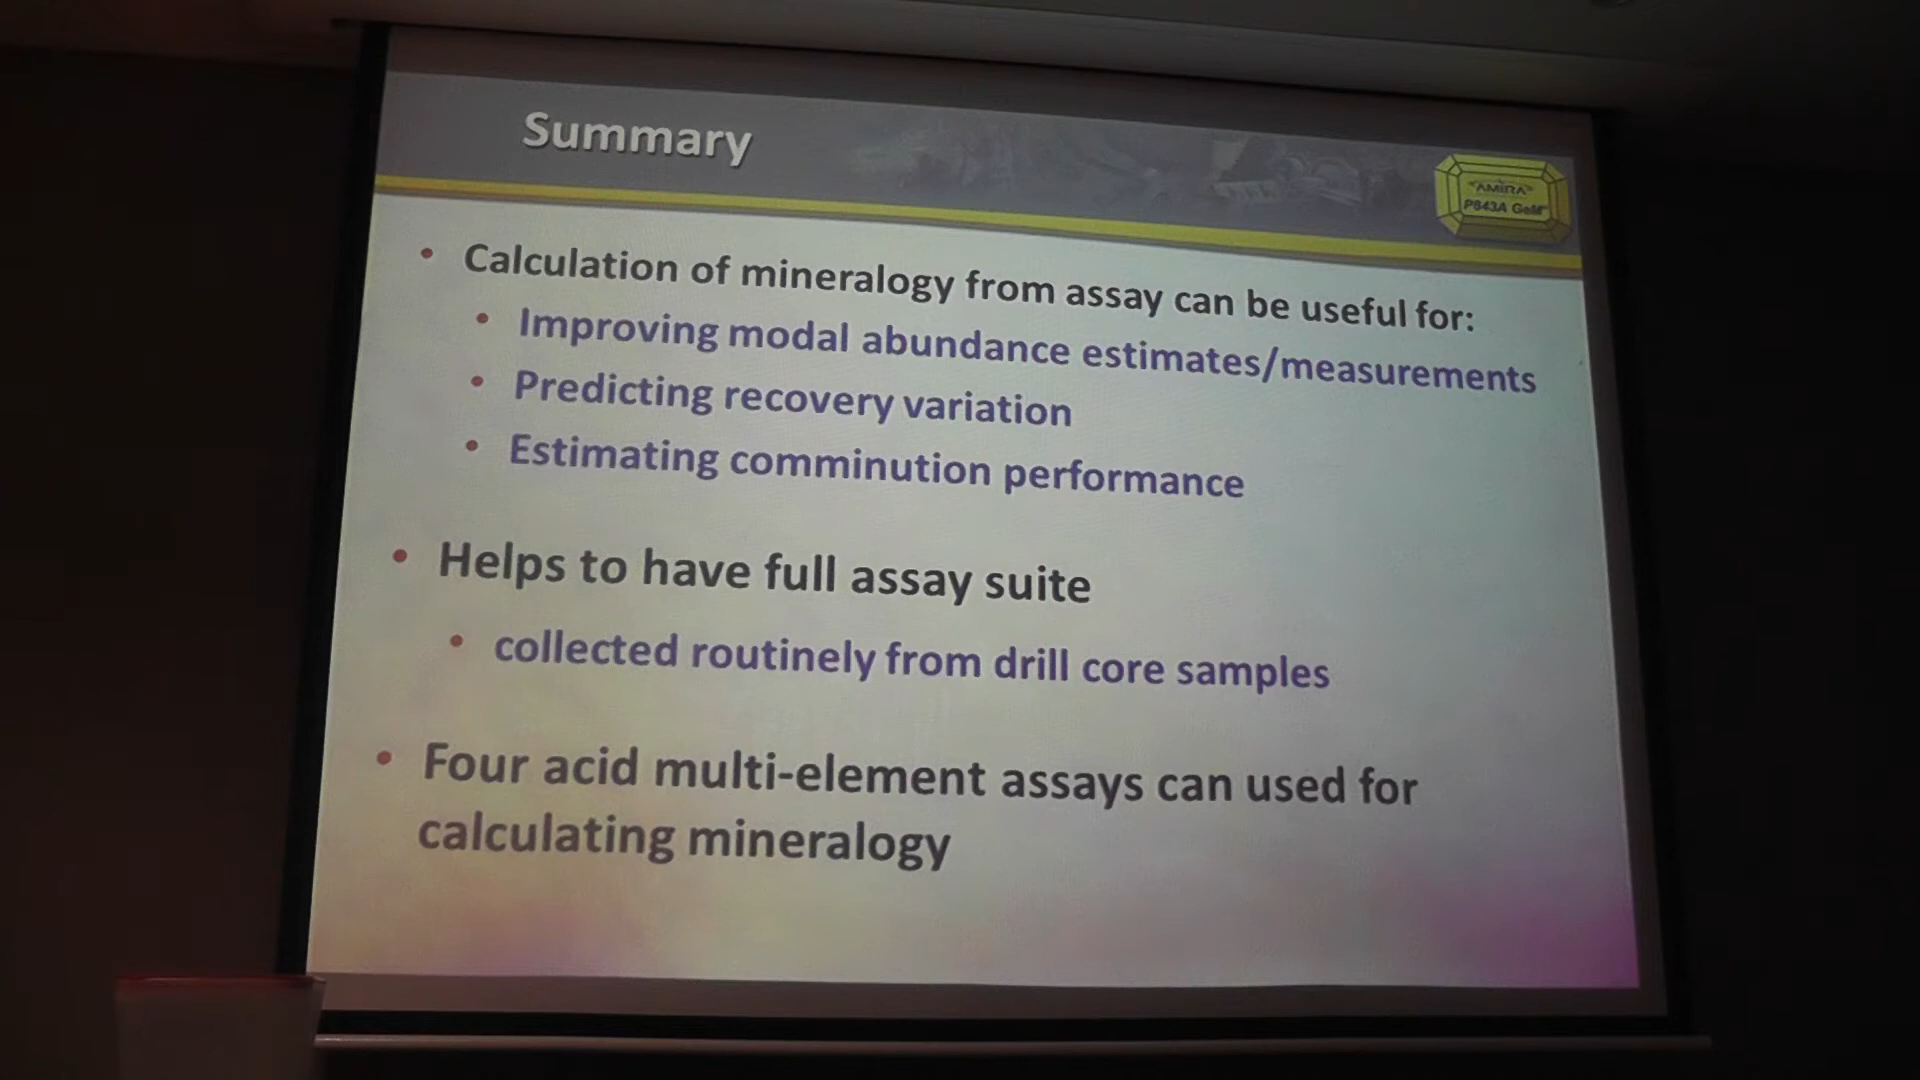 Summary
AMIRA
P843A GeM
• Calculation of mineralogy from assay can be useful for:
• Improving modal abundance estimates/measurements
• Predicting recovery variation
• Estimating comminution performance
• Helps to have full assay suite
• collected routinely from drill core samples
• Four acid multi-element assays can used for
calculating mineralogy